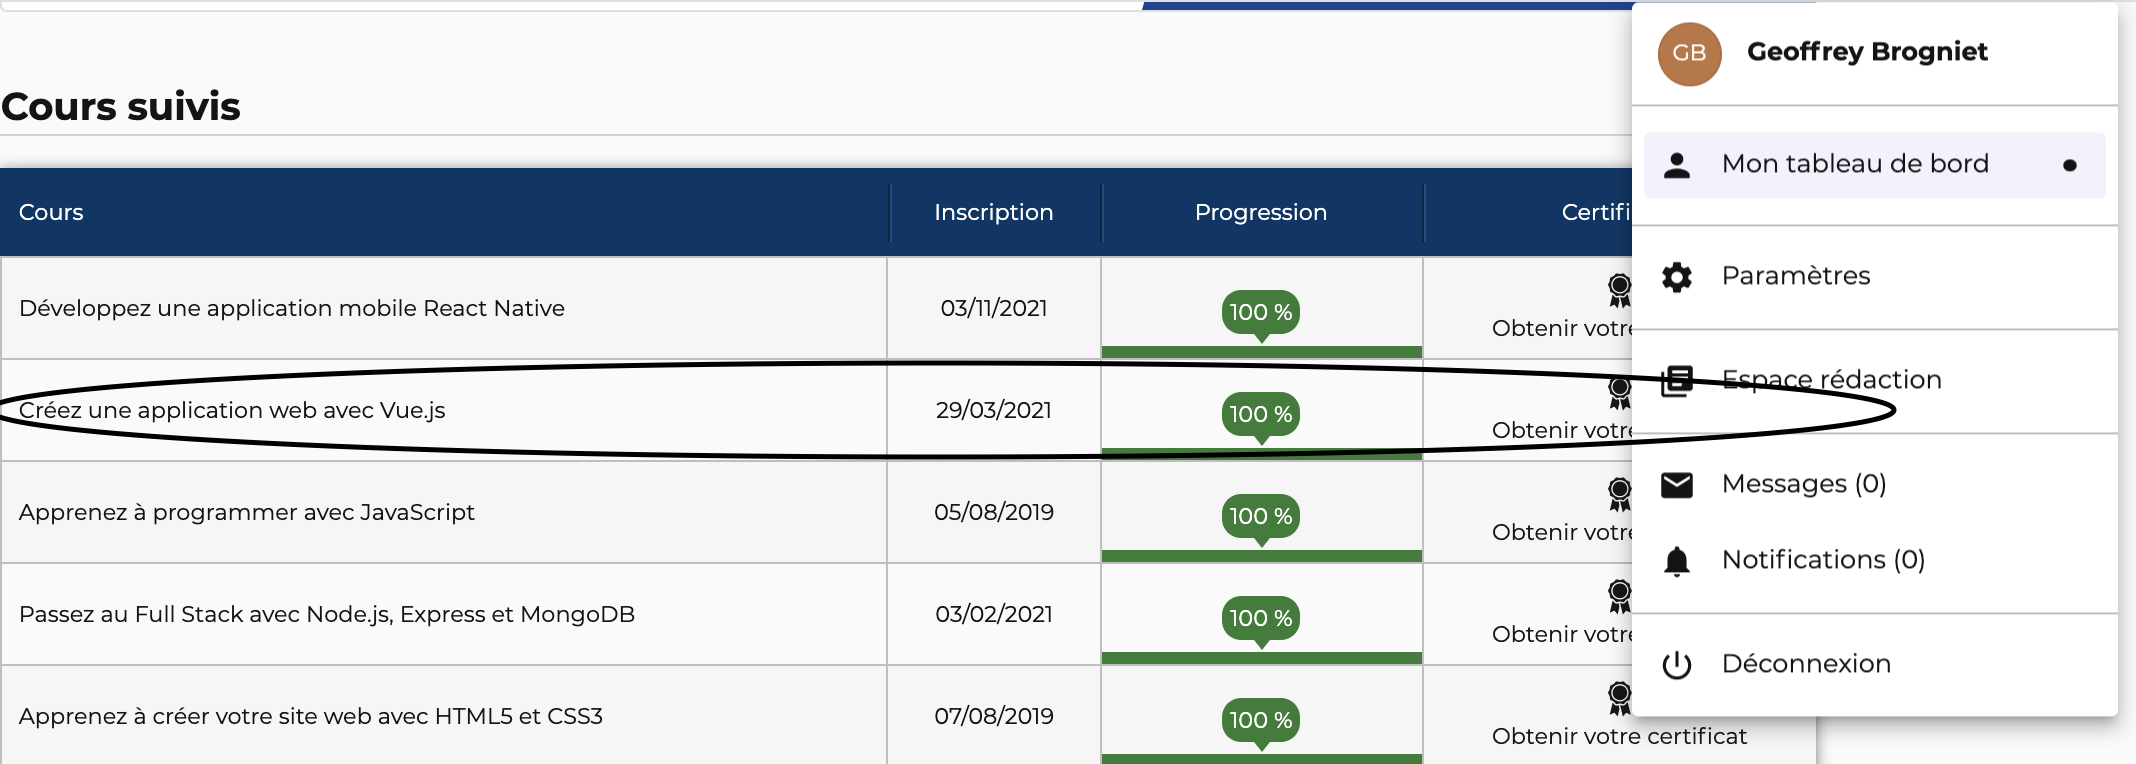 GB Geoffrey Brogniet
Cours suivis
Mon tableau de bord
Cours Inscription Progression Certifi
Paramètres
Développez une application mobile React Native 03/11/2021 100 % Obtenir votre
Espace rédaction
Créez une application web avec Vue.js 29/03/2021 100 % Obtenir votre
Messages (0)
Apprenez à programmer avec JavaScript 05/08/2019 100 % Obtenir votre
Notifications (0)
Passez au Full Stack avec Node.js, Express et MongoDB 03/02/2021 100 % Obtenir votre
Déconnexion
Apprenez à créer votre site web avec HTML5 et CSS3 07/08/2019 100 % Obtenir votre certificat